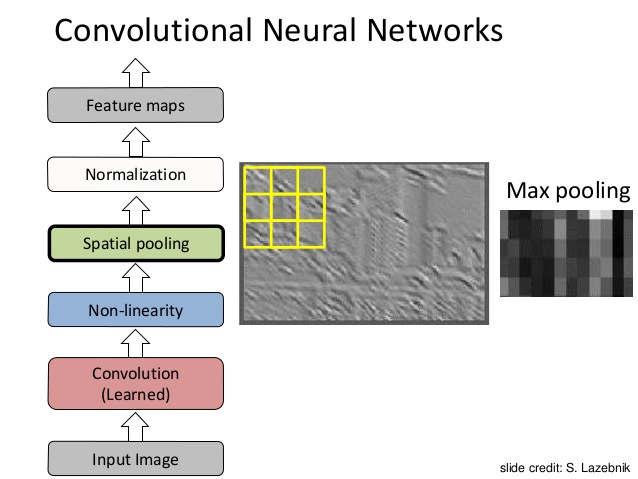 Convolutional Neural Networks
Feature maps
Normalization
Spatial pooling
Non-linearity
Convolution
(Learned)
Input Image
Max pooling
slide credit: S. Lazebnik